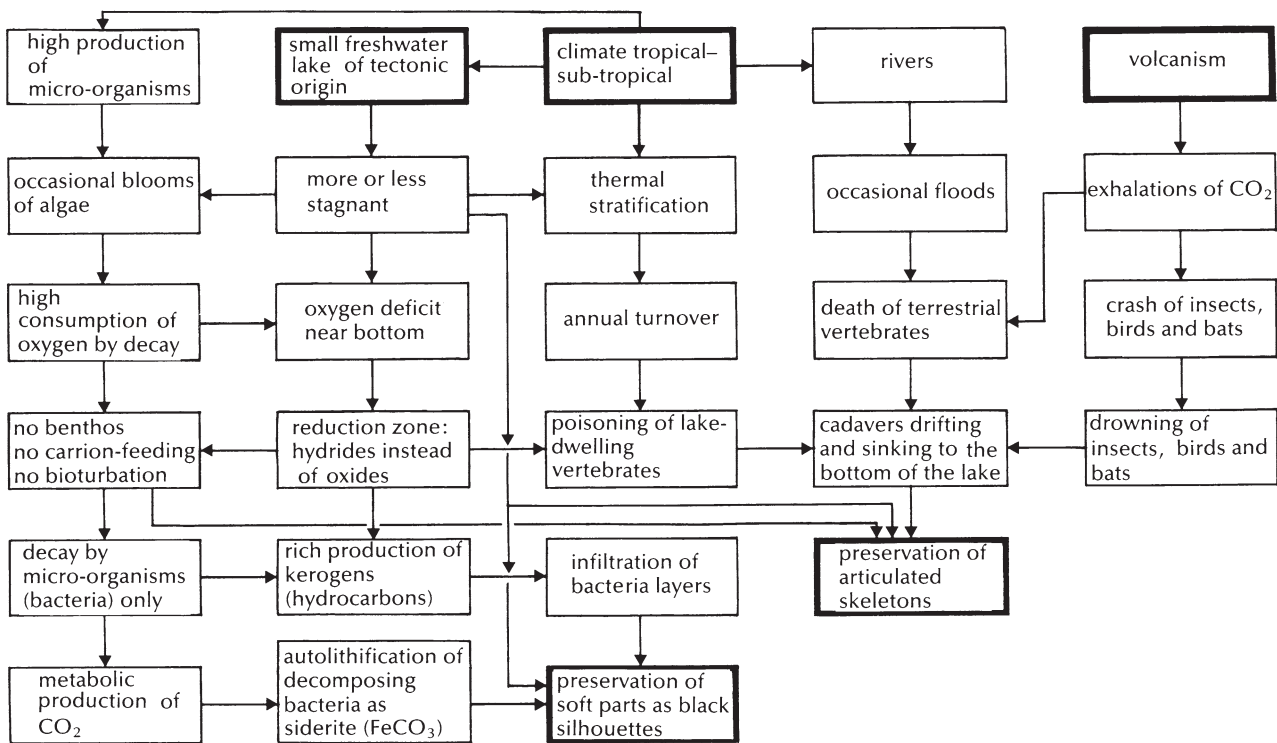 high production
of
micro-organisms
small freshwater
lake of tectonic
origin
climate tropical–
sub-tropical
rivers
volcanism
occasional blooms
of algae
more or less
stagnant
thermal
stratification
occasional floods
exhalations of CO₂
high
consumption of
oxygen by decay
oxygen deficit
near bottom
annual turnover
death of terrestrial
vertebrates
crash of insects,
birds and bats
no benthos
no carrion-feeding
no bioturbation
reduction zone:
hydrides instead
of oxides
poisoning of lake-
dwelling
vertebrates
cadavers drifting
and sinking to the
bottom of the lake
drowning of
insects, birds and
bats
decay by
micro-organisms
(bacteria) only
rich production of
kerogens
(hydrocarbons)
infiltration of
bacteria layers
preservation of
articulated
skeletons
metabolic
production of
CO₂
autolithification of
decomposing
bacteria as
siderite (FeCO₃)
preservation of
soft parts as black
silhouettes